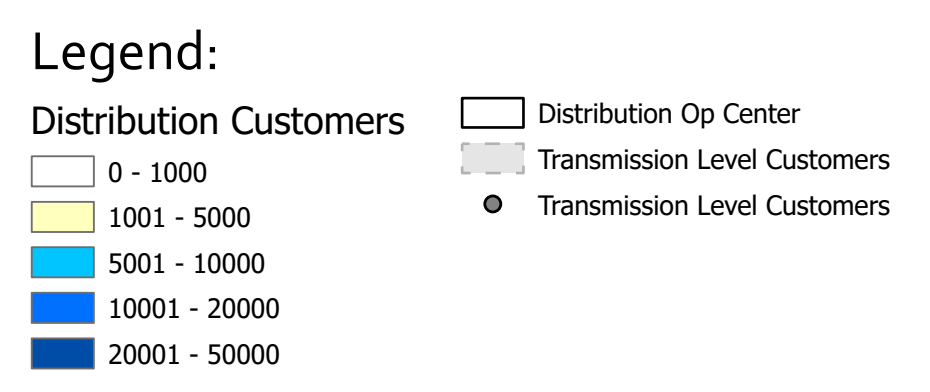 Legend:
Distribution Customers
0 - 1000
1001 - 5000
5001 - 10000
10001 - 20000
20001 - 50000
Distribution Op Center
Transmission Level Customers
Transmission Level Customers